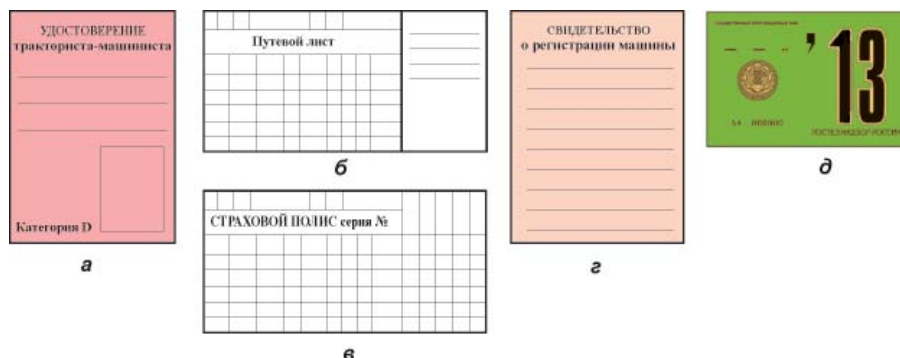 УДОСТОВЕРЕНИЕ
тракториста-машиниста
Категория D
а
Путевой лист
б
СТРАХОВОЙ ПОЛИС серия №
в
СВИДЕТЕЛЬСТВО
о регистрации машины
г
’13
ГОСТЕХНАДЗОР РОССИИ
д